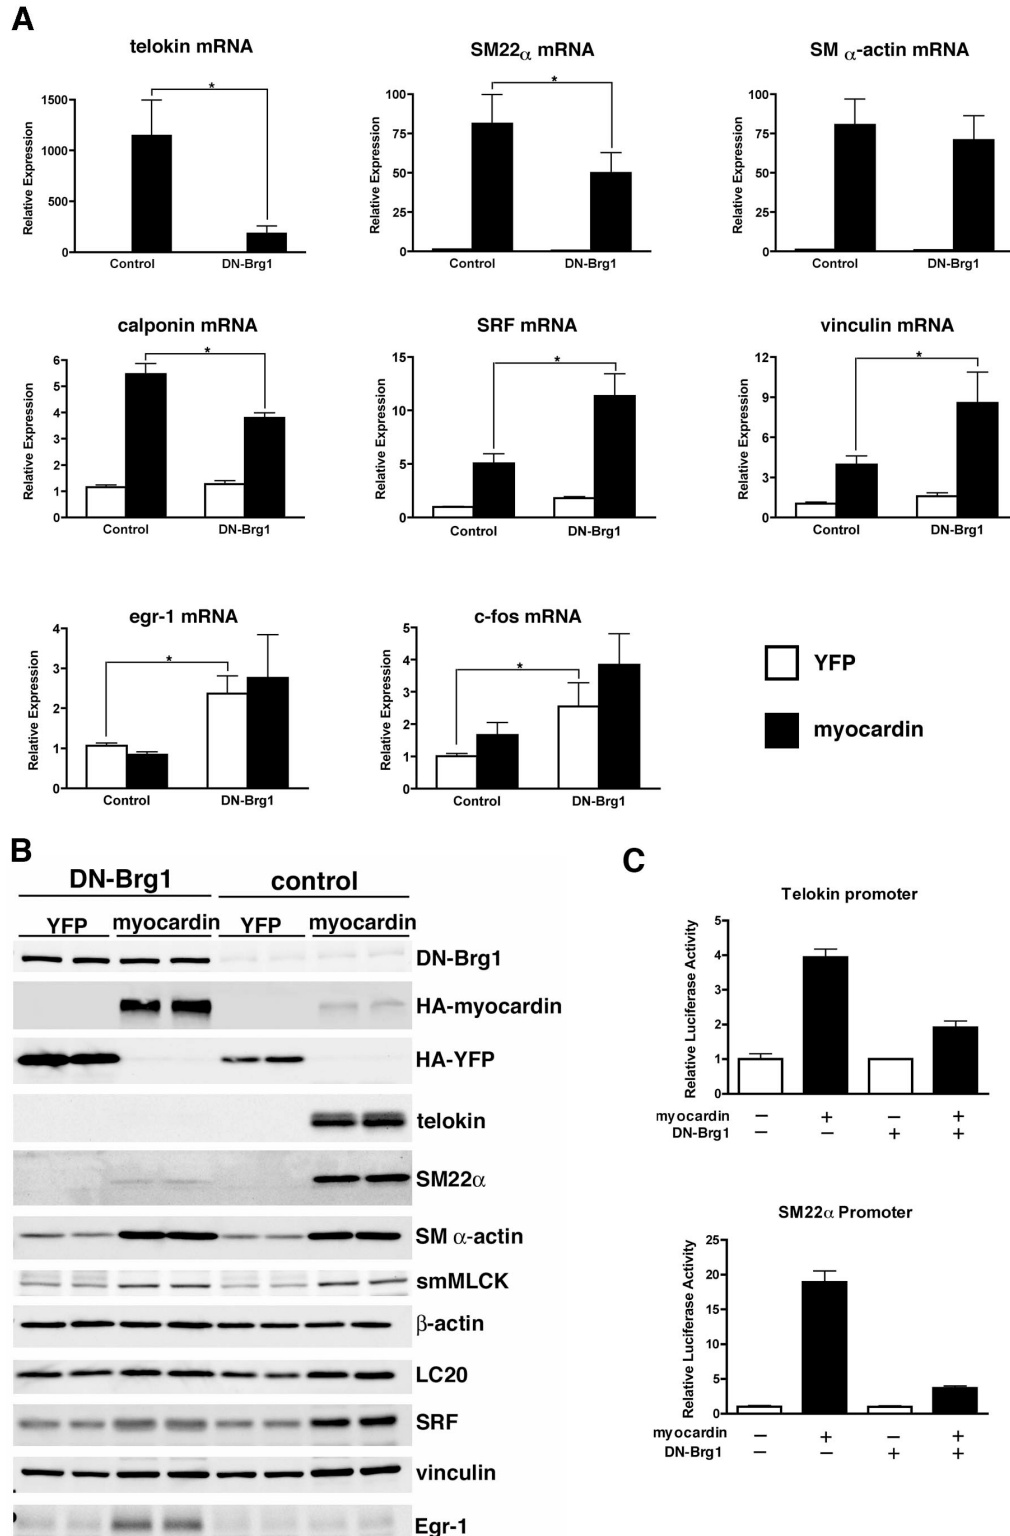 A
telokin mRNA
SM22α mRNA
SM α-actin mRNA
Relative Expression
1500
1000
500
0
Control
DN-Brg1
*
Relative Expression
100
75
50
25
0
Control
DN-Brg1
*
Relative Expression
100
75
50
25
0
Control
DN-Brg1
calponin mRNA
SRF mRNA
vinculin mRNA
Relative Expression
6
5
4
3
2
1
0
Control
DN-Brg1
*
Relative Expression
15
10
5
0
Control
DN-Brg1
*
Relative Expression
12
9
6
3
0
Control
DN-Brg1
*
egr-1 mRNA
c-fos mRNA
Relative Expression
4
3
2
1
0
Control
DN-Brg1
*
Relative Expression
5
4
3
2
1
0
Control
DN-Brg1
*
YFP
myocardin
B
DN-Brg1 control
YFP myocardin YFP myocardin
DN-Brg1
HA-myocardin
HA-YFP
telokin
SM22α
SM α-actin
smMLCK
β-actin
LC20
SRF
vinculin
Egr-1
C
Telokin promoter
Relative Luciferase Activity
5
4
3
2
1
0
myocardin − + − +
DN-Brg1 − − + +
SM22α Promoter
Relative Luciferase Activity
25
20
15
10
5
0
myocardin − + − +
DN-Brg1 − − + +